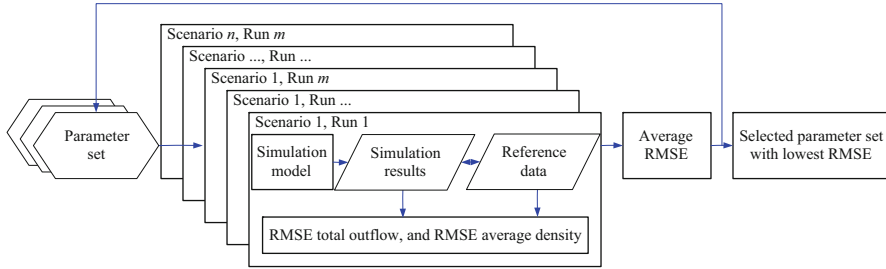 Scenario n, Run m
Scenario ..., Run ...
Scenario 1, Run m
Scenario 1, Run ...
Scenario 1, Run 1
Parameter
set
Simulation
model
Simulation
results
Reference
data
RMSE total outflow, and RMSE average density
Average
RMSE
Selected parameter set
with lowest RMSE